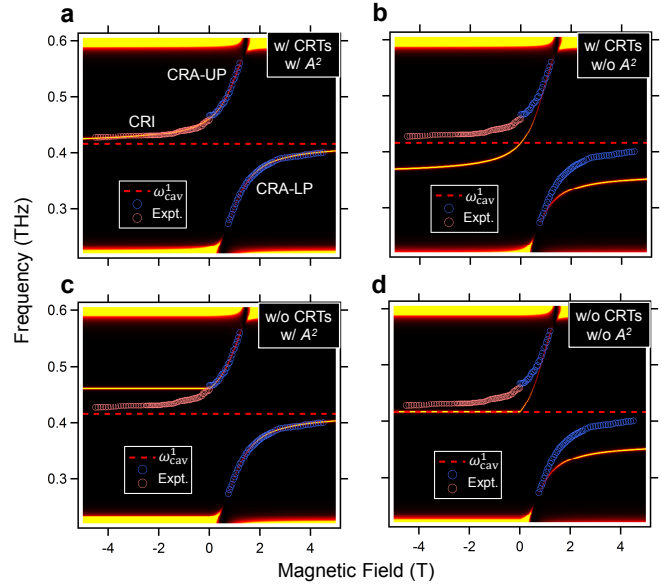 a
b
0.6
w/ CRTs
w/ A²
w/ CRTs
w/o A²
CRA-UP
0.5
CRI
0.4
CRA-LP
ω¹cav
Expt.
ω¹cav
Expt.
0.3
c
d
0.6
w/o CRTs
w/ A²
w/o CRTs
w/o A²
0.5
0.4
ω¹cav
Expt.
ω¹cav
Expt.
0.3
-4 -2 0 2 4
-4 -2 0 2 4
Frequency (THz)
Magnetic Field (T)